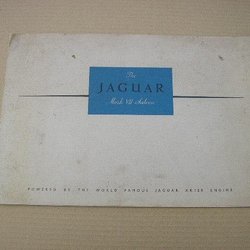 The
JAGUAR
Mark VII Saloon
POWERED BY THE WORLD FAMOUS JAGUAR XK120 ENGINE